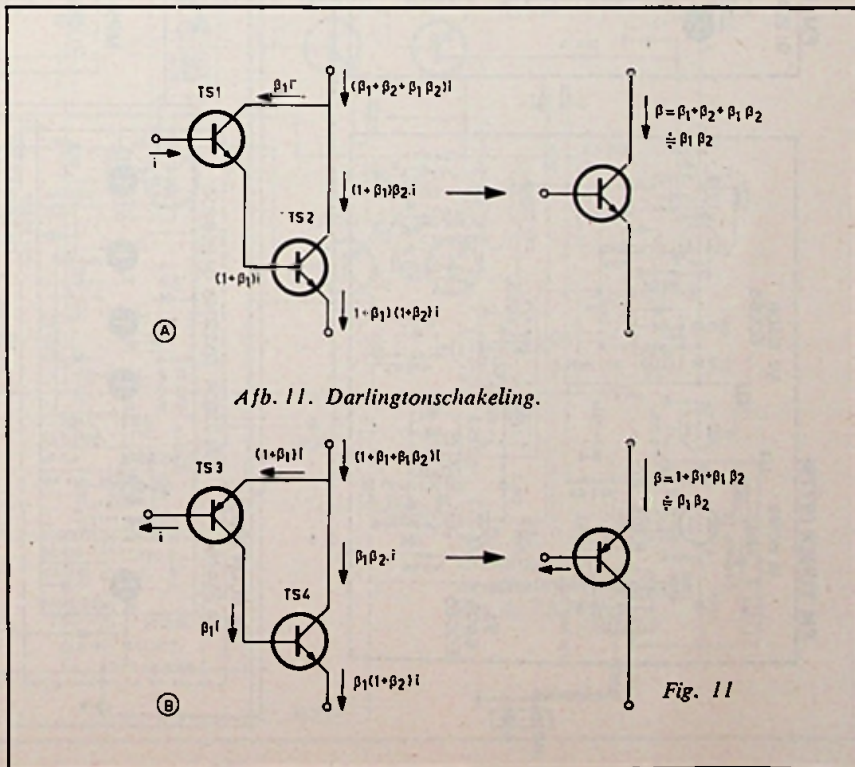 TS1
β₁i
(β₁+β₂+β₁β₂)i
i
(1+β₁)β₂.i
TS2
(1+β₁)i
1+β₁)(1+β₂)i
A
β=β₁+β₂+β₁β₂
≑β₁β₂
Afb. 11. Darlingtonschakeling.
TS3
(1+β₁)i
(1+β₁+β₁β₂)i
i
β₁β₂.i
TS4
β₁i
β₁(1+β₂)i
B
β=1+β₁+β₁β₂
≑β₁β₂
Fig. 11